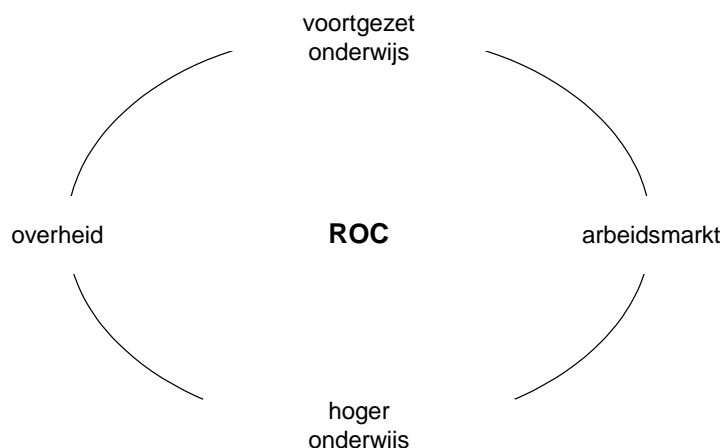 voortgezet
onderwijs
overheid
ROC
arbeidsmarkt
hoger
onderwijs